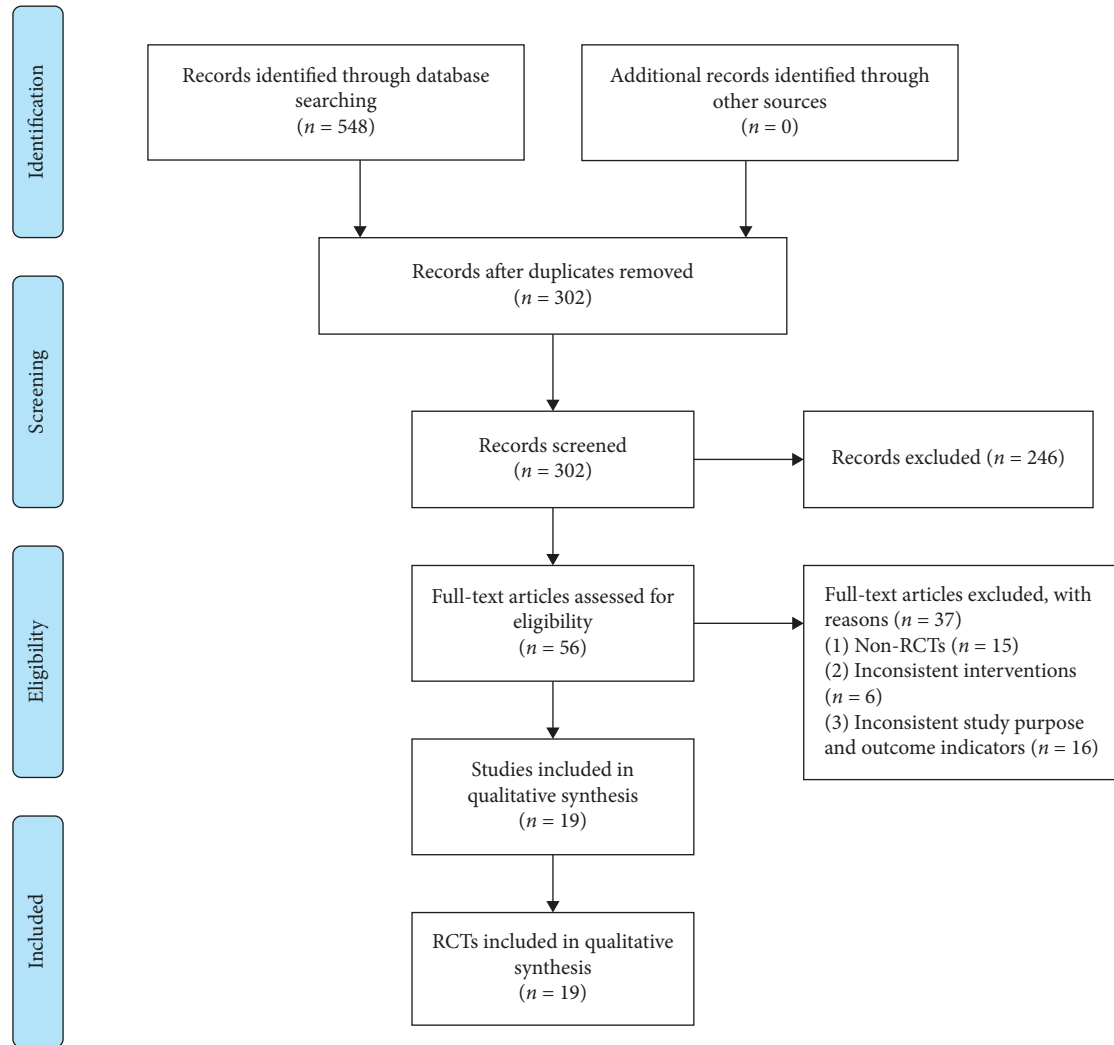 Identification
Records identified through database
searching
(n = 548)
Additional records identified through
other sources
(n = 0)
Records after duplicates removed
(n = 302)
Screening
Records screened
(n = 302)
Records excluded (n = 246)
Eligibility
Full-text articles assessed for
eligibility
(n = 56)
Full-text articles excluded, with
reasons (n = 37)
(1) Non-RCTs (n = 15)
(2) Inconsistent interventions
(n = 6)
(3) Inconsistent study purpose
and outcome indicators (n = 16)
Studies included in
qualitative synthesis
(n = 19)
Included
RCTs included in qualitative
synthesis
(n = 19)